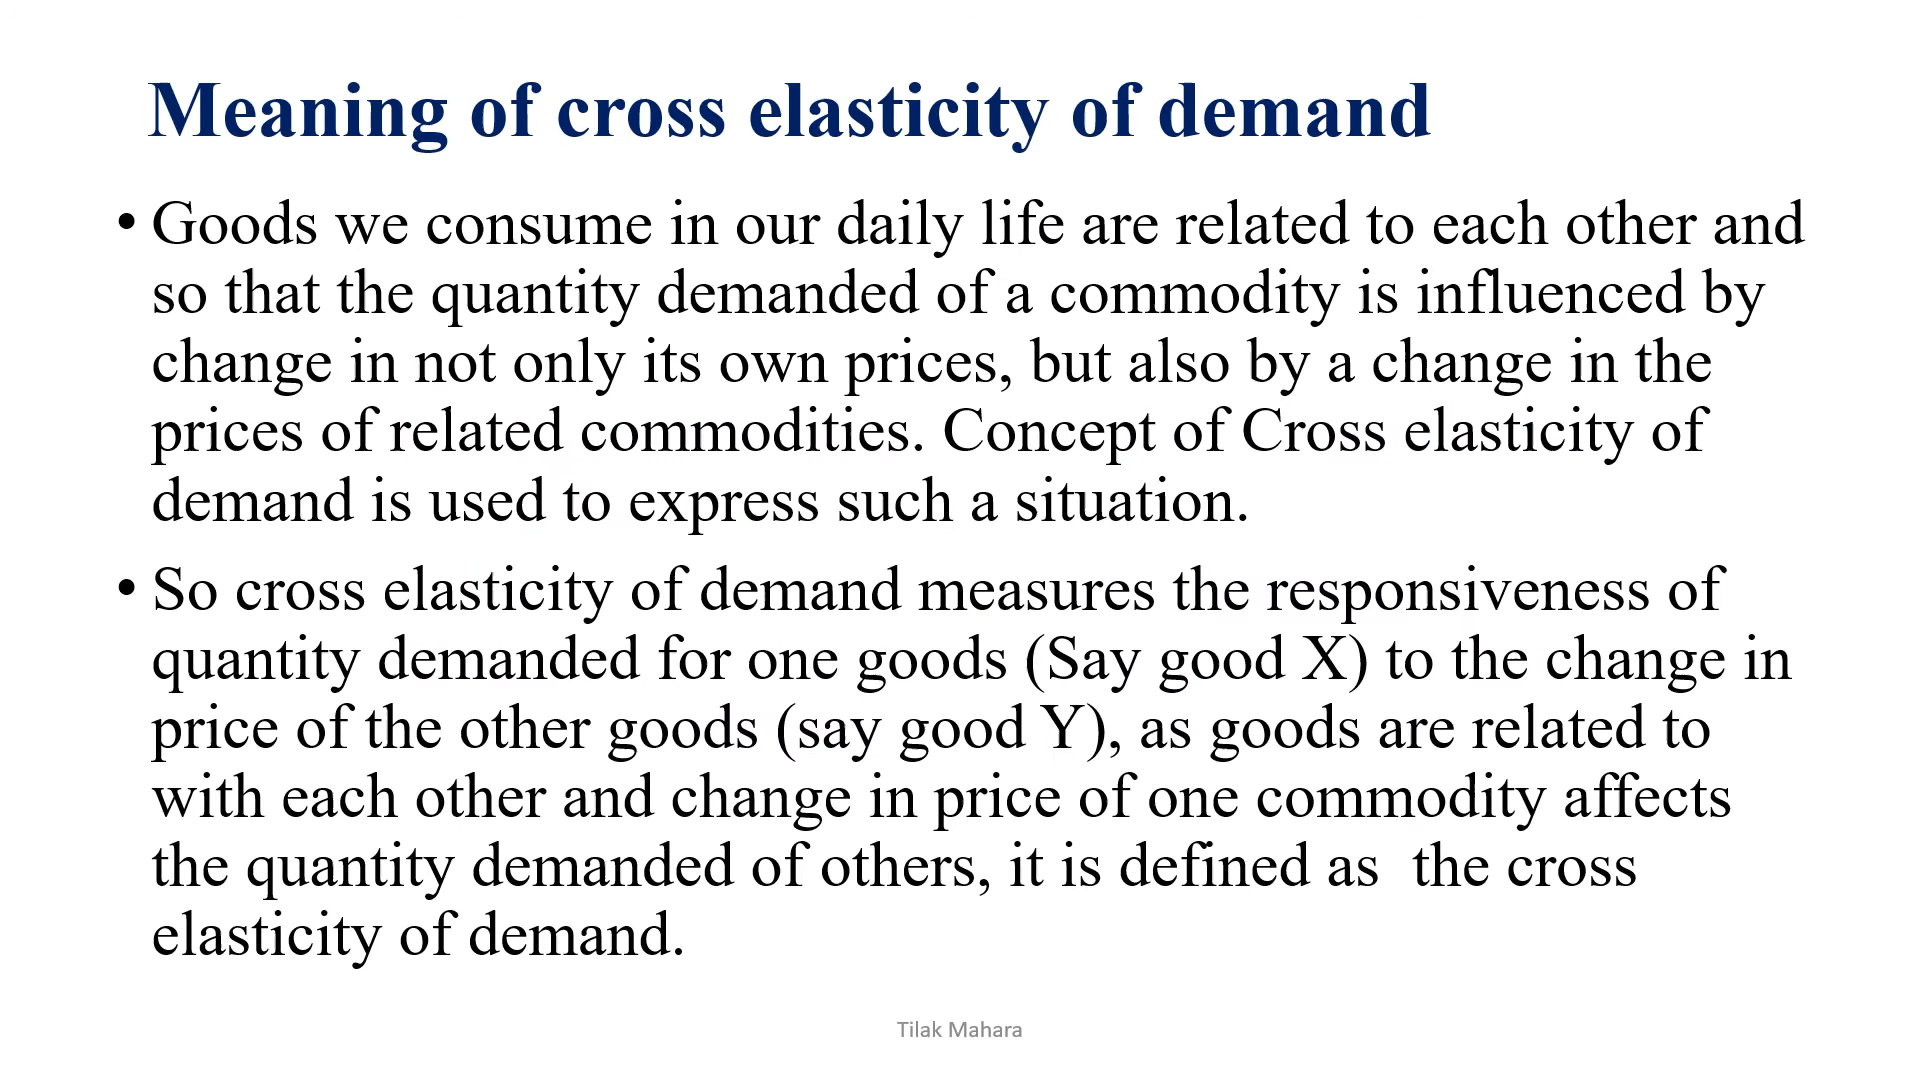 Meaning of cross elasticity of demand
• Goods we consume in our daily life are related to each other and
so that the quantity demanded of a commodity is influenced by
change in not only its own prices, but also by a change in the
prices of related commodities. Concept of Cross elasticity of
demand is used to express such a situation.
• So cross elasticity of demand measures the responsiveness of
quantity demanded for one goods (Say good X) to the change in
price of the other goods (say good Y), as goods are related to
with each other and change in price of one commodity affects
the quantity demanded of others, it is defined as  the cross
elasticity of demand.
Tilak Mahara